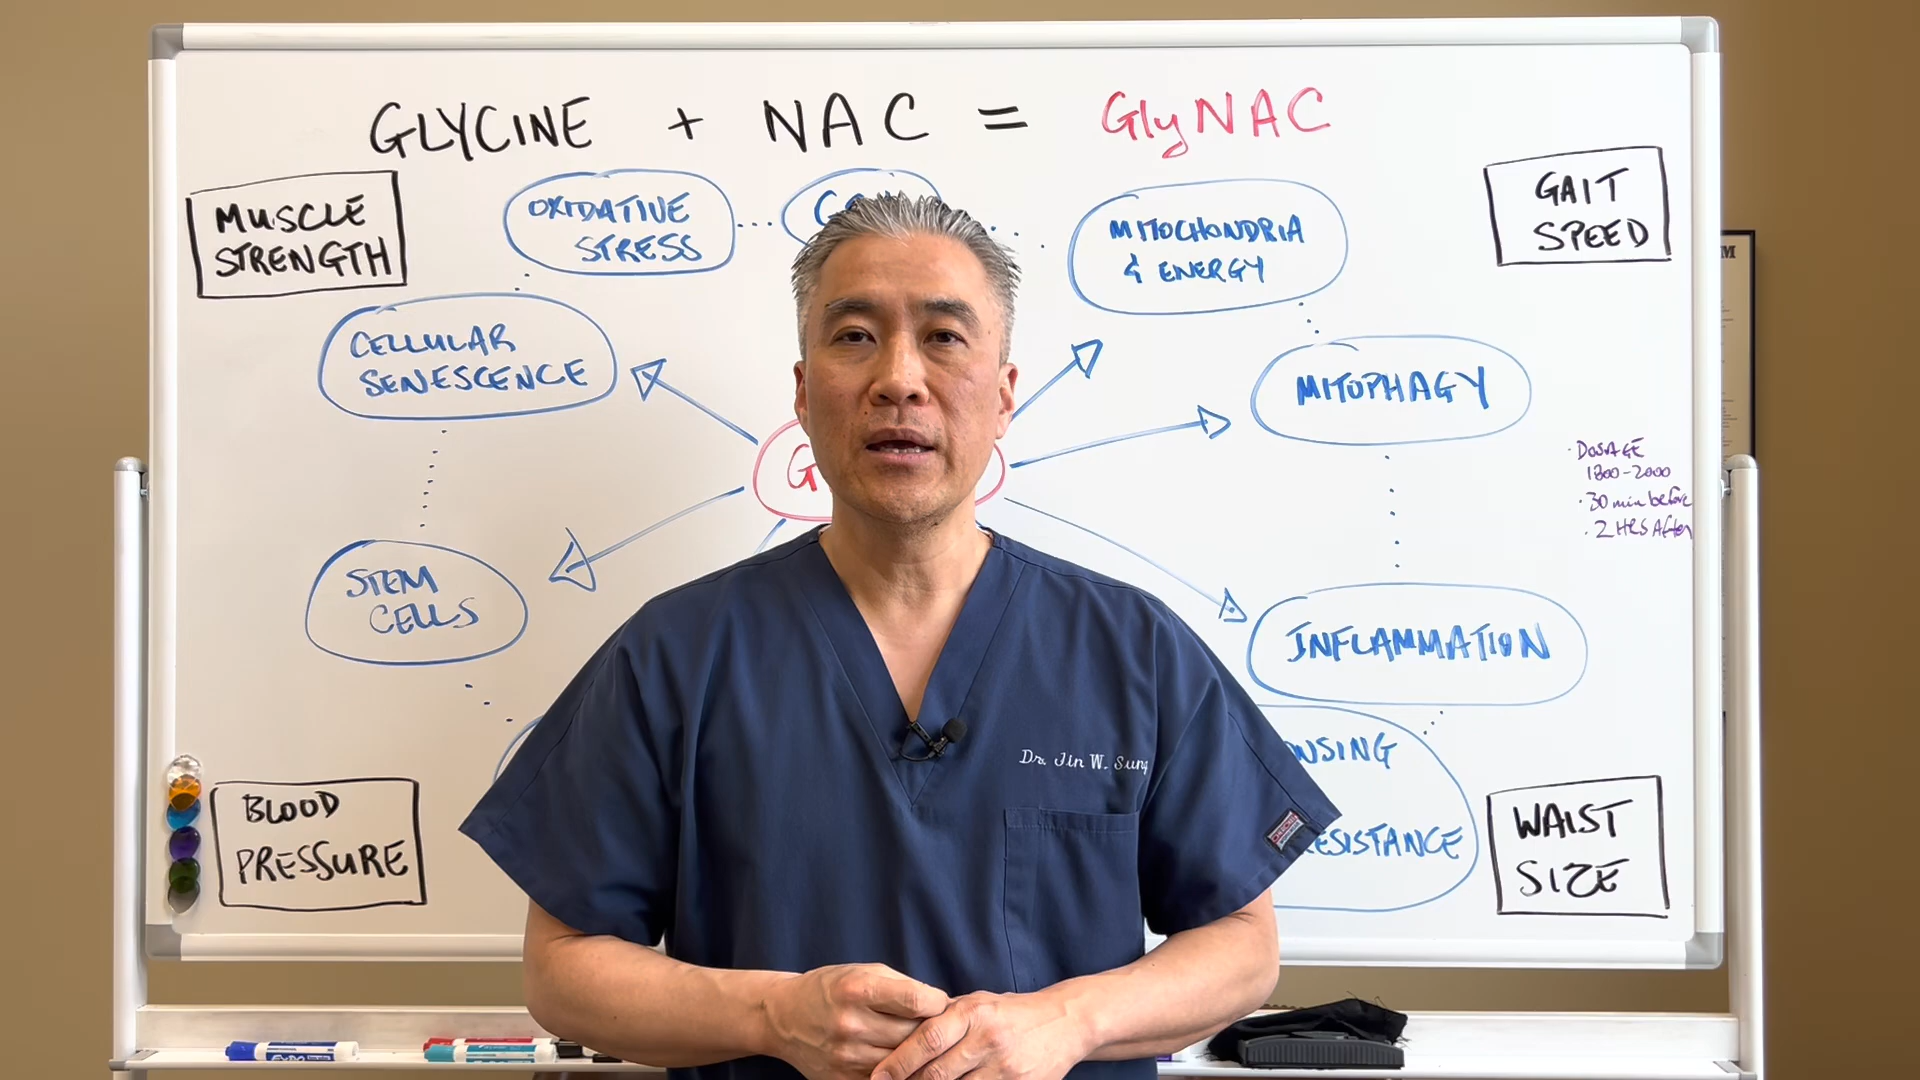 GLYCINE + NAC = GlyNAC
MUSCLE
STRENGTH
OXIDATIVE
STRESS
MITOCHONDRIA
& ENERGY
GAIT
SPEED
CELLULAR
SENESCENCE
MITOPHAGY
· DOSAGE
1800-2000
· 30 min before
· 2 HRS After
STEM
CELLS
INFLAMMATION
Dr. Jin W. Sung
BLOOD
PRESSURE
WAIST
SIZE
EXPO